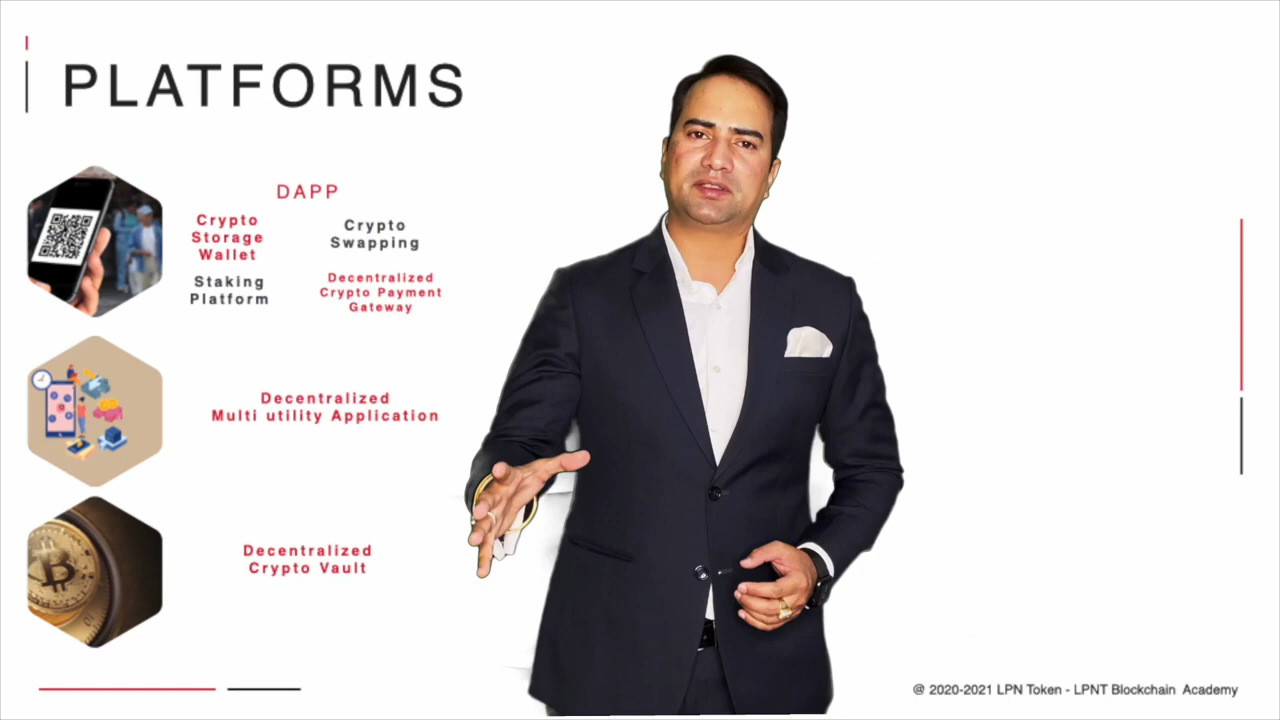 PLATFORMS
DAPP
Crypto
Storage
Wallet
Crypto
Swapping
Staking
Platform
Decentralized
Crypto Payment
Gateway
Decentralized
Multi utility Application
Decentralized
Crypto Vault
@ 2020-2021 LPN Token - LPNT Blockchain Academy